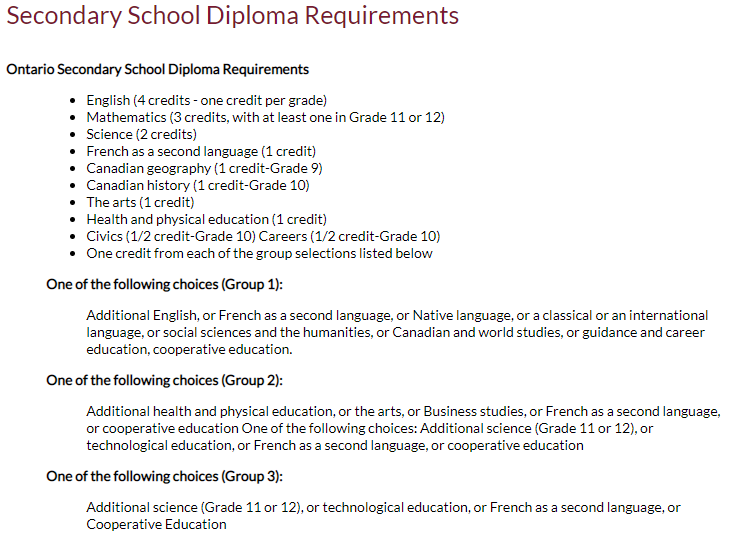 Secondary School Diploma Requirements
Ontario Secondary School Diploma Requirements
• English (4 credits - one credit per grade)
• Mathematics (3 credits, with at least one in Grade 11 or 12)
• Science (2 credits)
• French as a second language (1 credit)
• Canadian geography (1 credit-Grade 9)
• Canadian history (1 credit-Grade 10)
• The arts (1 credit)
• Health and physical education (1 credit)
• Civics (1/2 credit-Grade 10) Careers (1/2 credit-Grade 10)
• One credit from each of the group selections listed below
One of the following choices (Group 1):
Additional English, or French as a second language, or Native language, or a classical or an international
language, or social sciences and the humanities, or Canadian and world studies, or guidance and career
education, cooperative education.
One of the following choices (Group 2):
Additional health and physical education, or the arts, or Business studies, or French as a second language,
or cooperative education One of the following choices: Additional science (Grade 11 or 12), or
technological education, or French as a second language, or cooperative education
One of the following choices (Group 3):
Additional science (Grade 11 or 12), or technological education, or French as a second language, or
Cooperative Education